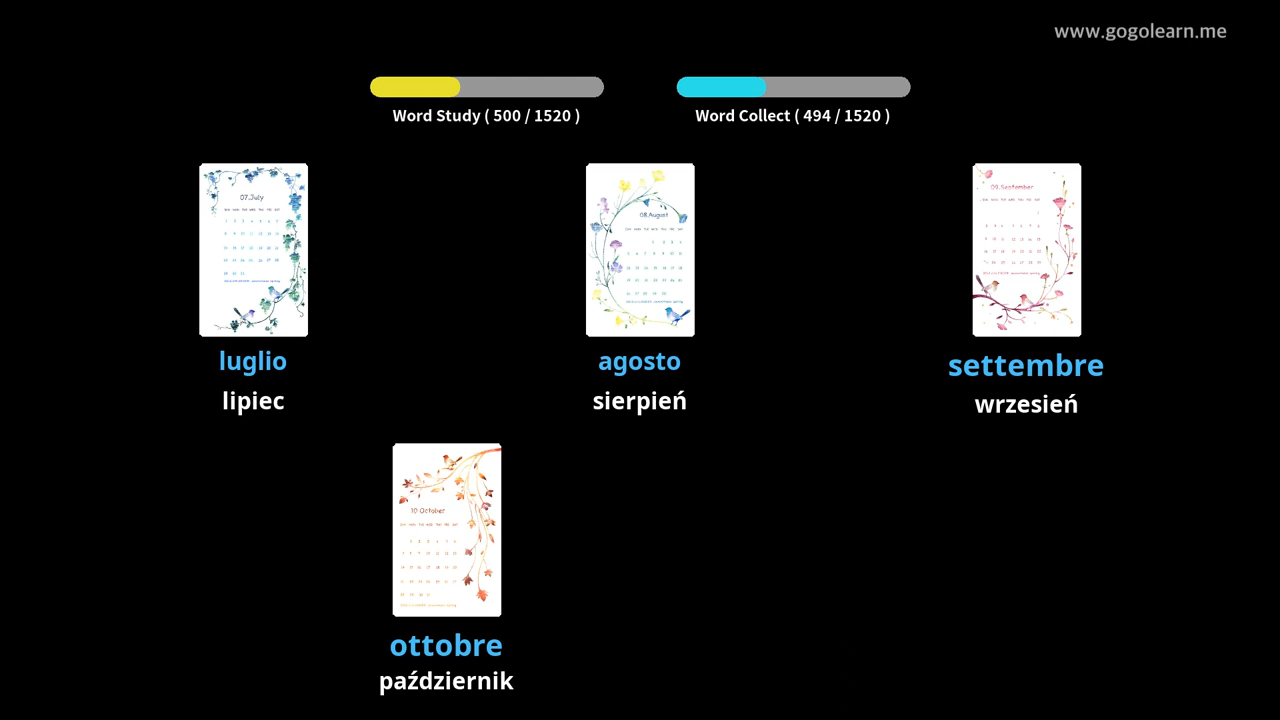 www.gogolearn.me
Word Study ( 500 / 1520 )
Word Collect ( 494 / 1520 )
07.July
08.August
09.September
luglio
agosto
settembre
lipiec
sierpień
wrzesień
10 October
ottobre
październik